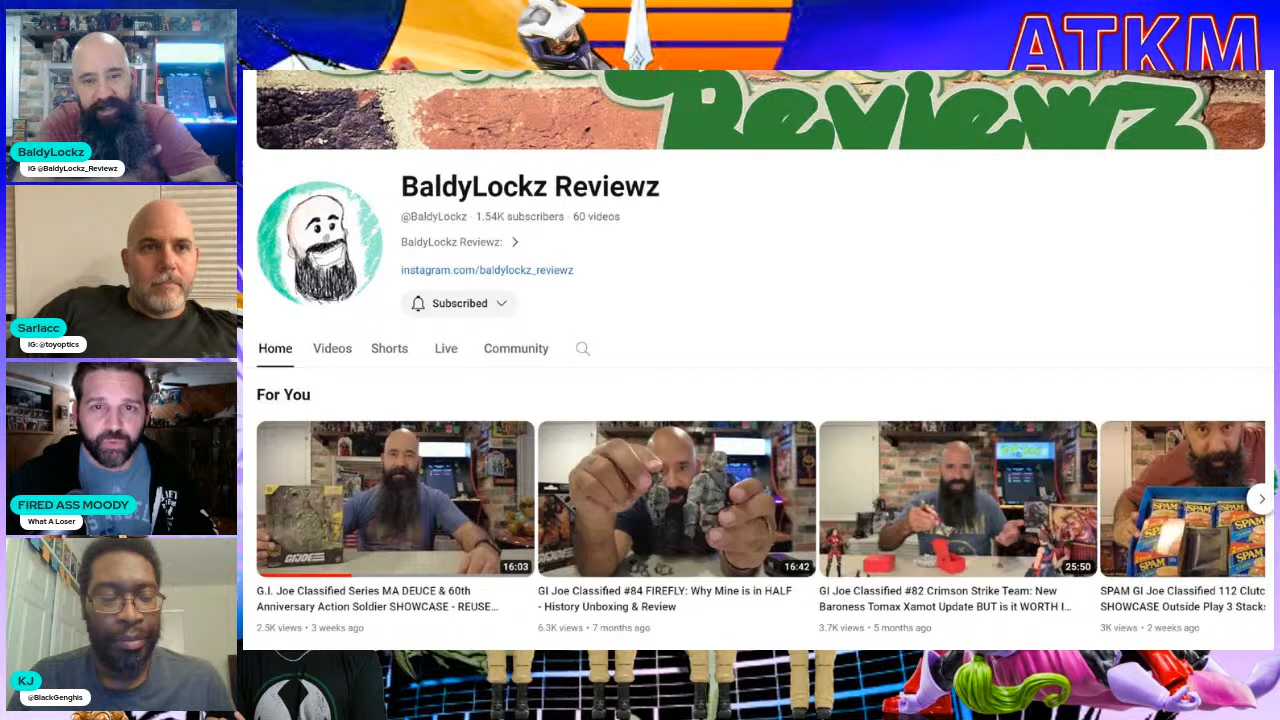 ATKM
Reviewz
BaldyLockz
IG @BaldyLockz_Reviewz
Sarlacc
IG: @toyoptics
FIRED ASS MOODY
What A Loser
KJ
@BlackGenghis
BaldyLockz Reviewz
@BaldyLockz · 1.54K subscribers · 60 videos
BaldyLockz Reviewz:
instagram.com/baldylockz_reviewz
Subscribed
Home Videos Shorts Live Community
For You
GIJOE
16:03
16:42
25:50
SPAM SPAM SPAM
SPAM
G.I. Joe Classified Series MA DEUCE & 60th
Anniversary Action Soldier SHOWCASE - REUSE...
2.5K views • 3 weeks ago
GI Joe Classified #84 FIREFLY: Why Mine is in HALF
- History Unboxing & Review
6.3K views • 7 months ago
GI Joe Classified #82 Crimson Strike Team: New
Baroness Tomax Xamot Update BUT is it WORTH I...
3.7K views • 5 months ago
SPAM GI Joe Classified 112 Clutc
SHOWCASE Outside Play 3 Stack
3K views • 2 weeks ago